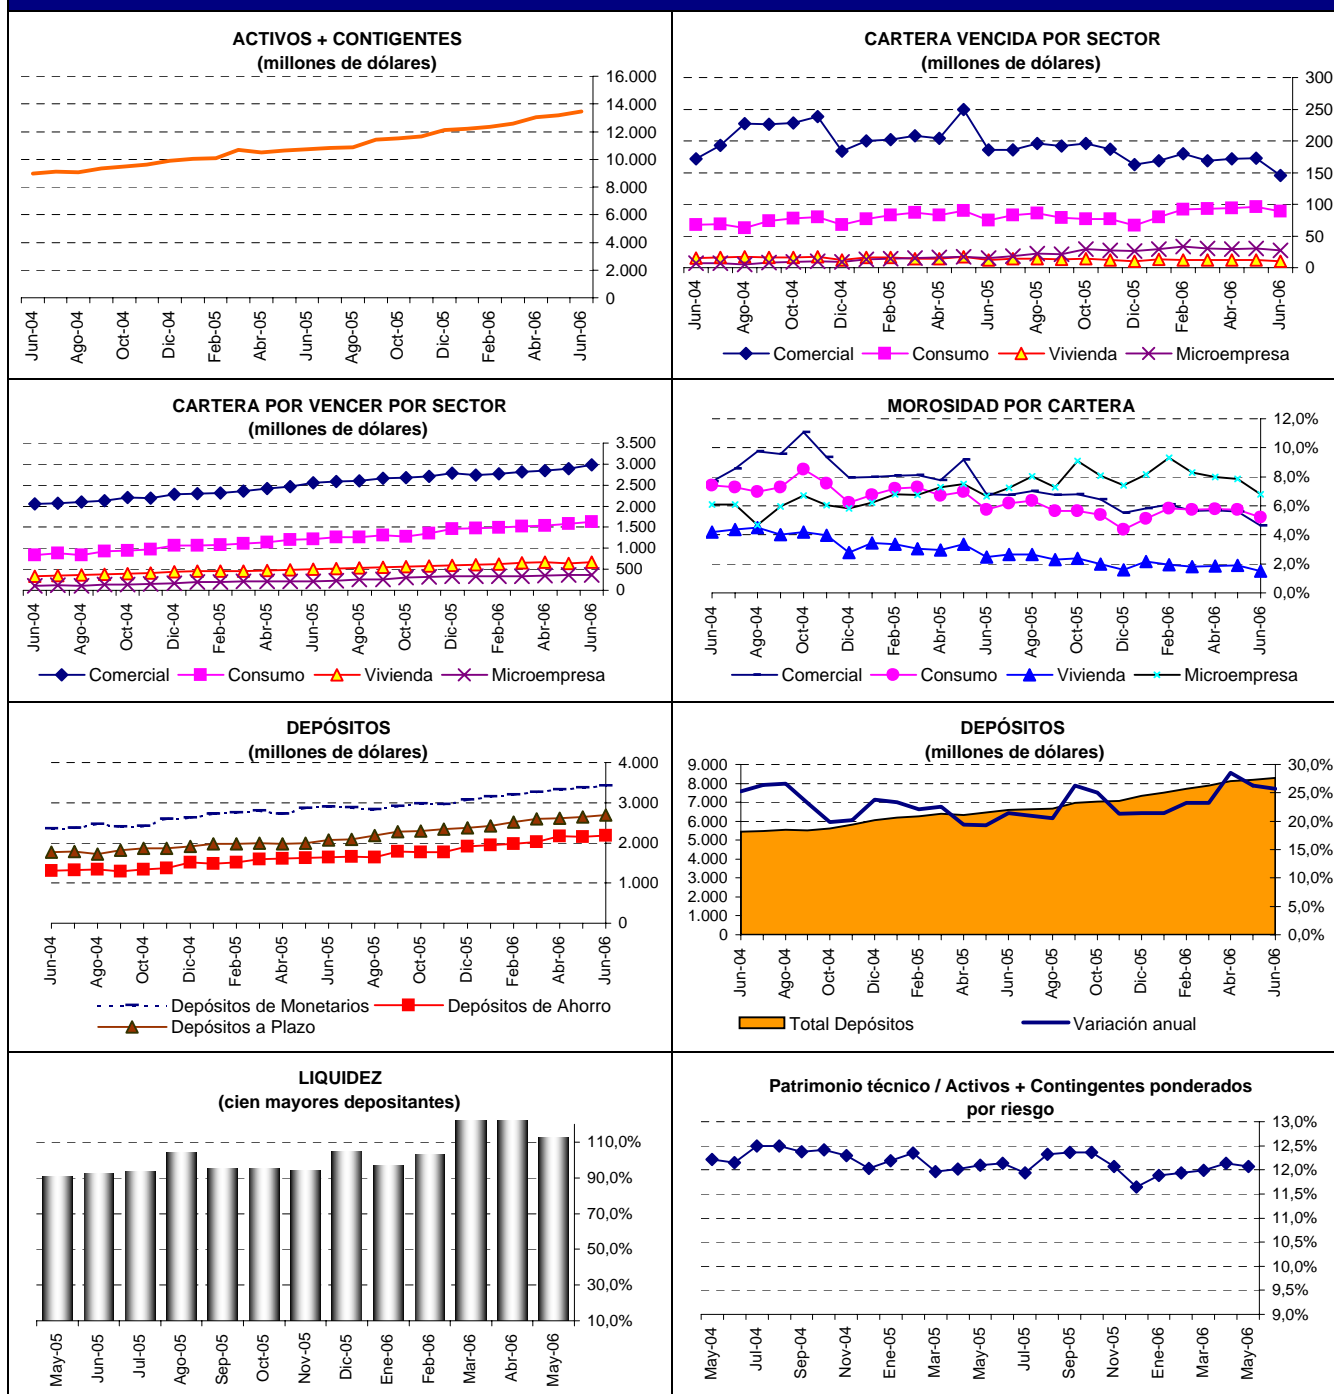 ACTIVOS + CONTIGENTES
(millones de dólares)
16.000
14.000
12.000
10.000
8.000
6.000
4.000
2.000
0
Jun-04
Ago-04
Oct-04
Dic-04
Feb-05
Abr-05
Jun-05
Ago-05
Oct-05
Dic-05
Feb-06
Abr-06
Jun-06
CARTERA VENCIDA POR SECTOR
(millones de dólares)
300
250
200
150
100
50
0
Jun-04
Ago-04
Oct-04
Dic-04
Feb-05
Abr-05
Jun-05
Ago-05
Oct-05
Dic-05
Feb-06
Abr-06
Jun-06
Comercial Consumo Vivienda Microempresa
CARTERA POR VENCER POR SECTOR
(millones de dólares)
3.500
3.000
2.500
2.000
1.500
1.000
500
0
Jun-04
Ago-04
Oct-04
Dic-04
Feb-05
Abr-05
Jun-05
Ago-05
Oct-05
Dic-05
Feb-06
Abr-06
Jun-06
Comercial Consumo Vivienda Microempresa
MOROSIDAD POR CARTERA
12,0%
10,0%
8,0%
6,0%
4,0%
2,0%
0,0%
Jun-04
Ago-04
Oct-04
Dic-04
Feb-05
Abr-05
Jun-05
Ago-05
Oct-05
Dic-05
Feb-06
Abr-06
Jun-06
Comercial Consumo Vivienda Microempresa
DEPÓSITOS
(millones de dólares)
4.000
3.000
2.000
1.000
0
Jun-04
Ago-04
Oct-04
Dic-04
Feb-05
Abr-05
Jun-05
Ago-05
Oct-05
Dic-05
Feb-06
Abr-06
Jun-06
Depósitos de Monetarios Depósitos de Ahorro
Depósitos a Plazo
DEPÓSITOS
(millones de dólares)
9.000
8.000
7.000
6.000
5.000
4.000
3.000
2.000
1.000
0
30,0%
25,0%
20,0%
15,0%
10,0%
5,0%
0,0%
Jun-04
Ago-04
Oct-04
Dic-04
Feb-05
Abr-05
Jun-05
Ago-05
Oct-05
Dic-05
Feb-06
Abr-06
Jun-06
Total Depósitos Variación anual
LIQUIDEZ
(cien mayores depositantes)
110,0%
90,0%
70,0%
50,0%
30,0%
10,0%
May-05
Jun-05
Jul-05
Ago-05
Sep-05
Oct-05
Nov-05
Dic-05
Ene-06
Feb-06
Mar-06
Abr-06
May-06
Patrimonio técnico / Activos + Contingentes ponderados
por riesgo
13,0%
12,5%
12,0%
11,5%
11,0%
10,5%
10,0%
9,5%
9,0%
May-04
Jul-04
Sep-04
Nov-04
Ene-05
Mar-05
May-05
Jul-05
Sep-05
Nov-05
Ene-06
Mar-06
May-06